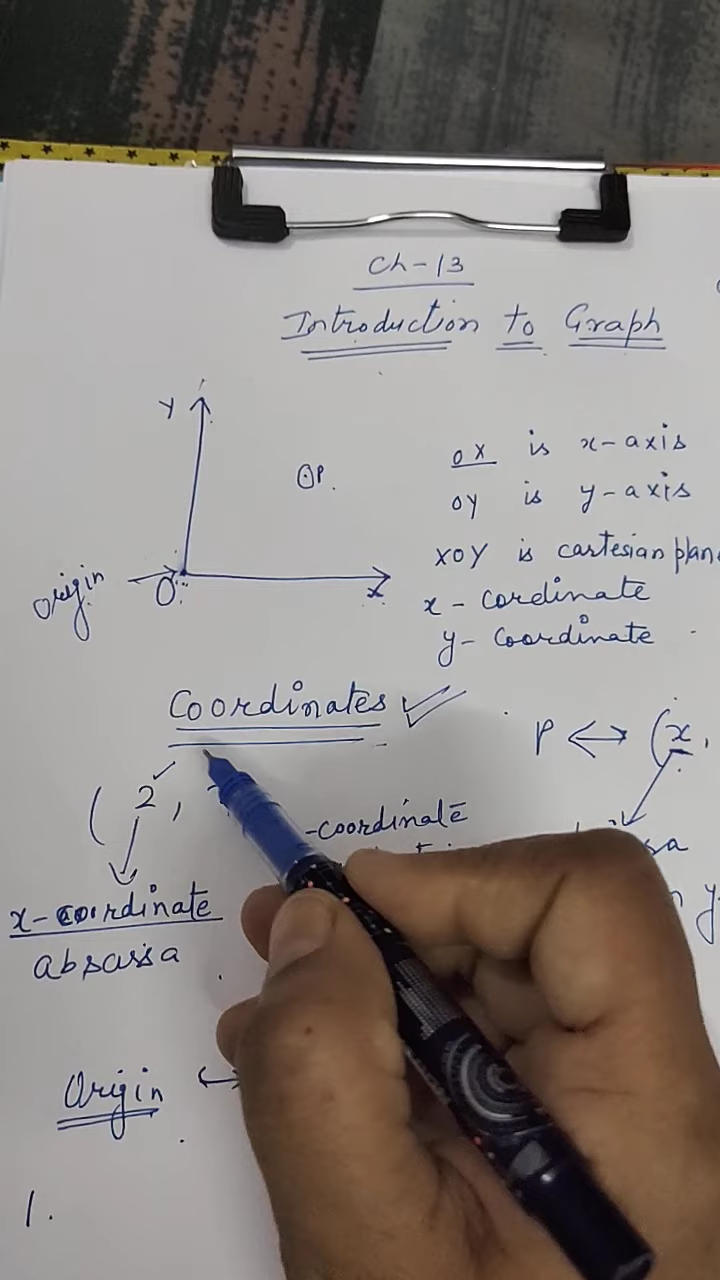 Ch-13
Introduction to Graph
Y
OP.
OX is x-axis
OY is y-axis
XOY is cartesian plan
Origin
O
X
x - cordinate
y- coordinate
Coordinates
P ↔ (x,
( 2 ,
-coordinate
x-coordinate
absassa
Origin
1.